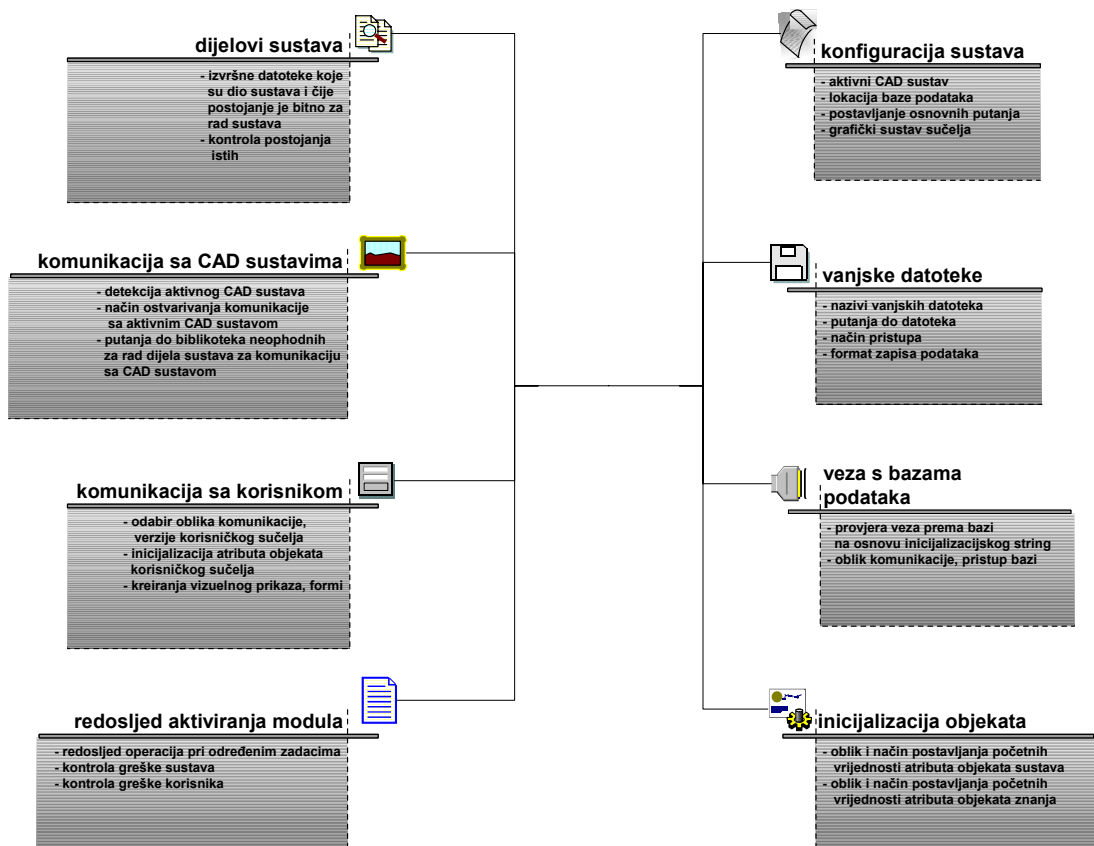 dijelovi sustava
- izvršne datoteke koje
su dio sustava i čije
postojanje je bitno za
rad sustava
- kontrola postojanja
istih
komunikacija sa CAD sustavima
- detekcija aktivnog CAD sustava
- način ostvarivanja komunikacije
sa aktivnim CAD sustavom
- putanja do biblikoteka neophodnih
za rad dijela sustava za komunikaciju
sa CAD sustavom
komunikacija sa korisnikom
- odabir oblika komunikacije,
verzije korisničkog sučelja
- inicijalizacija atributa objekata
korisničkog sučelja
- kreiranja vizuelnog prikaza, formi
redosljed aktiviranja modula
- redosljed operacija pri određenim zadacima
- kontrola greške sustava
- kontrola greške korisnika
konfiguracija sustava
- aktivni CAD sustav
- lokacija baze podataka
- postavljanje osnovnih putanja
- grafički sustav sučelja
vanjske datoteke
- nazivi vanjskih datoteka
- putanja do datoteka
- način pristupa
- format zapisa podataka
veza s bazama
podataka
- provjera veza prema bazi
na osnovu inicijalizacijskog string
- oblik komunikacije, pristup bazi
inicijalizacija objekata
- oblik i način postavljanja početnih
vrijednosti atributa objekata sustava
- oblik i način postavljanja početnih
vrijednosti atributa objekata znanja